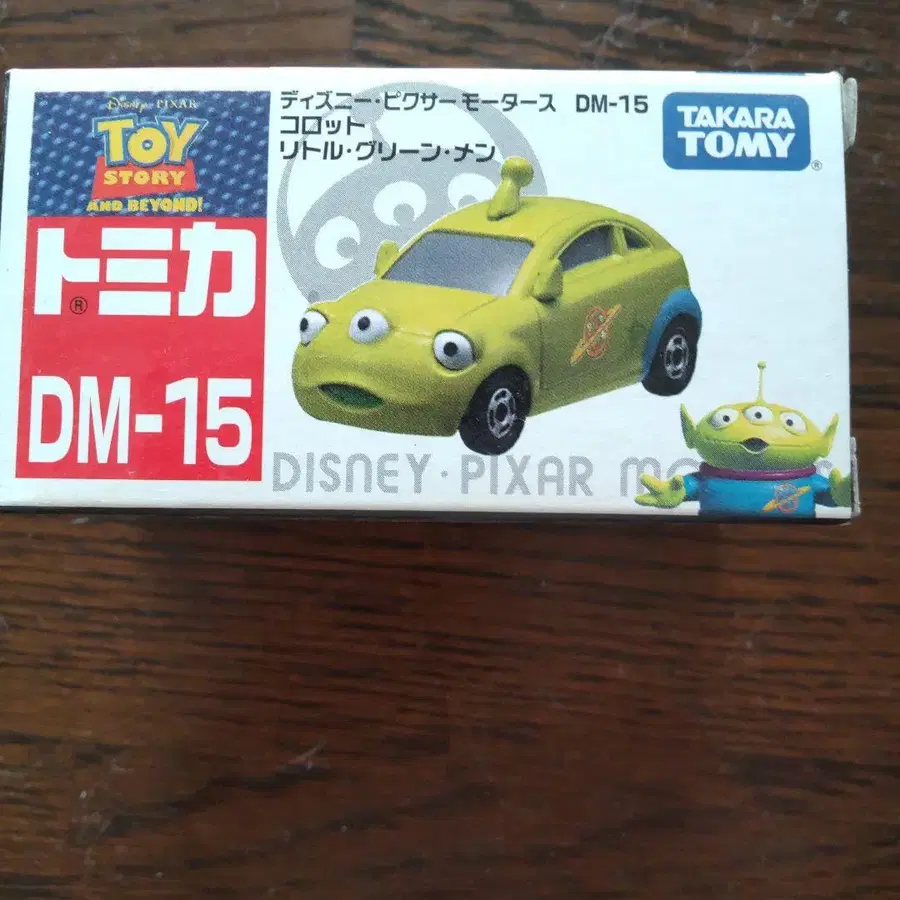 Disney · PIXAR
TOY
STORY
AND BEYOND!
トミカ
®
DM-15
ディズニー・ピクサー モータース DM-15
コロット
リトル・グリーン・メン
TAKARA
TOMY
®
DISNEY · PIXAR